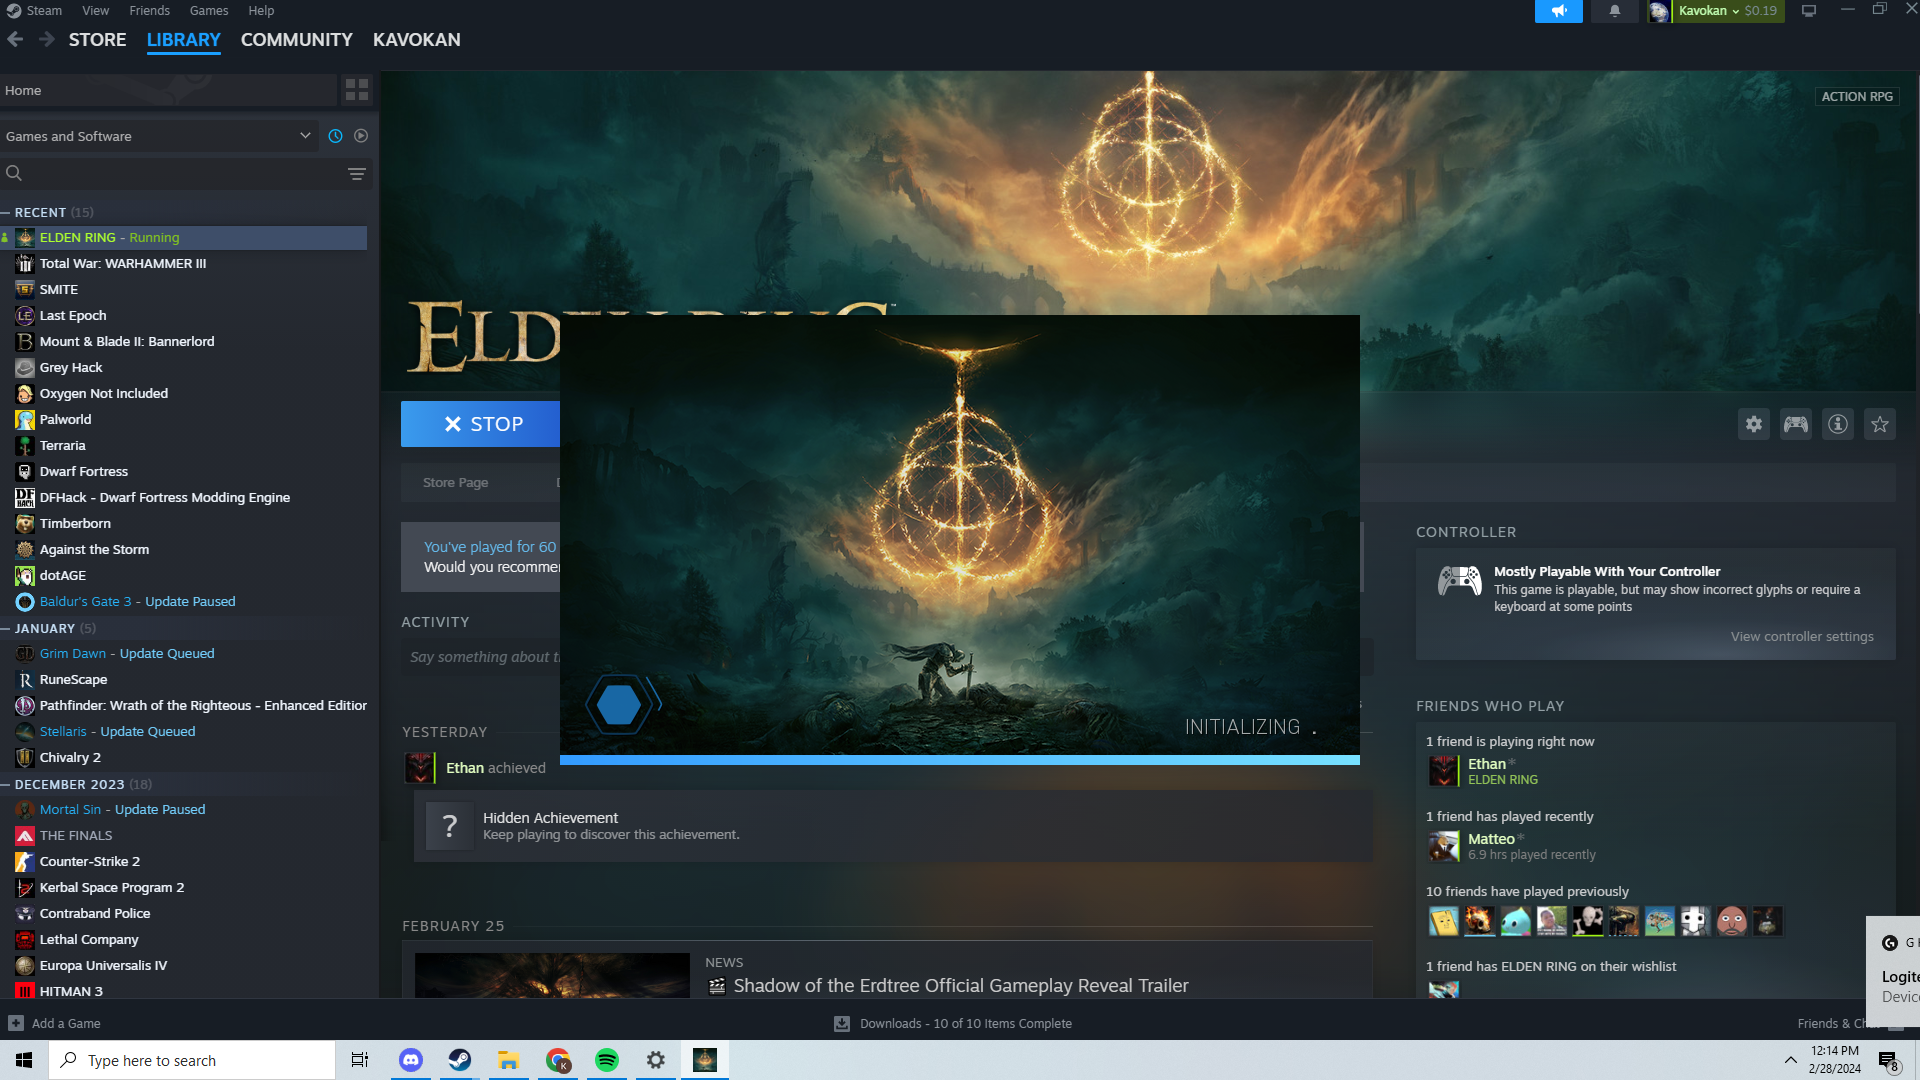 Steam View Friends Games Help
Kavokan $0.19
STORE LIBRARY COMMUNITY KAVOKAN
Home
ACTION RPG
Games and Software
RECENT (15)
ELDEN RING - Running
Total War: WARHAMMER III
SMITE
Last Epoch
Mount & Blade II: Bannerlord
Grey Hack
Oxygen Not Included
Palworld
Terraria
Dwarf Fortress
DFHack - Dwarf Fortress Modding Engine
Timberborn
Against the Storm
dotAGE
Baldur's Gate 3 - Update Paused
JANUARY (5)
Grim Dawn - Update Queued
RuneScape
Pathfinder: Wrath of the Righteous - Enhanced Edition
Stellaris - Update Queued
Chivalry 2
DECEMBER 2023 (18)
Mortal Sin - Update Paused
THE FINALS
Counter-Strike 2
Kerbal Space Program 2
Contraband Police
Lethal Company
Europa Universalis IV
HITMAN 3
ELDEN RING™
STOP
Store Page
You've played for 60
Would you recommen
ACTIVITY
Say something about t
INITIALIZING .
YESTERDAY
Ethan achieved
?
Hidden Achievement
Keep playing to discover this achievement.
FEBRUARY 25
NEWS
Shadow of the Erdtree Official Gameplay Reveal Trailer
CONTROLLER
Mostly Playable With Your Controller
This game is playable, but may show incorrect glyphs or require a
keyboard at some points
View controller settings
FRIENDS WHO PLAY
1 friend is playing right now
Ethan*
ELDEN RING
1 friend has played recently
Matteo*
6.9 hrs played recently
10 friends have played previously
1 friend has ELDEN RING on their wishlist
G H
Logite
Devic
Add a Game
Downloads - 10 of 10 Items Complete
Friends & Ch
Type here to search
12:14 PM
2/28/2024
8